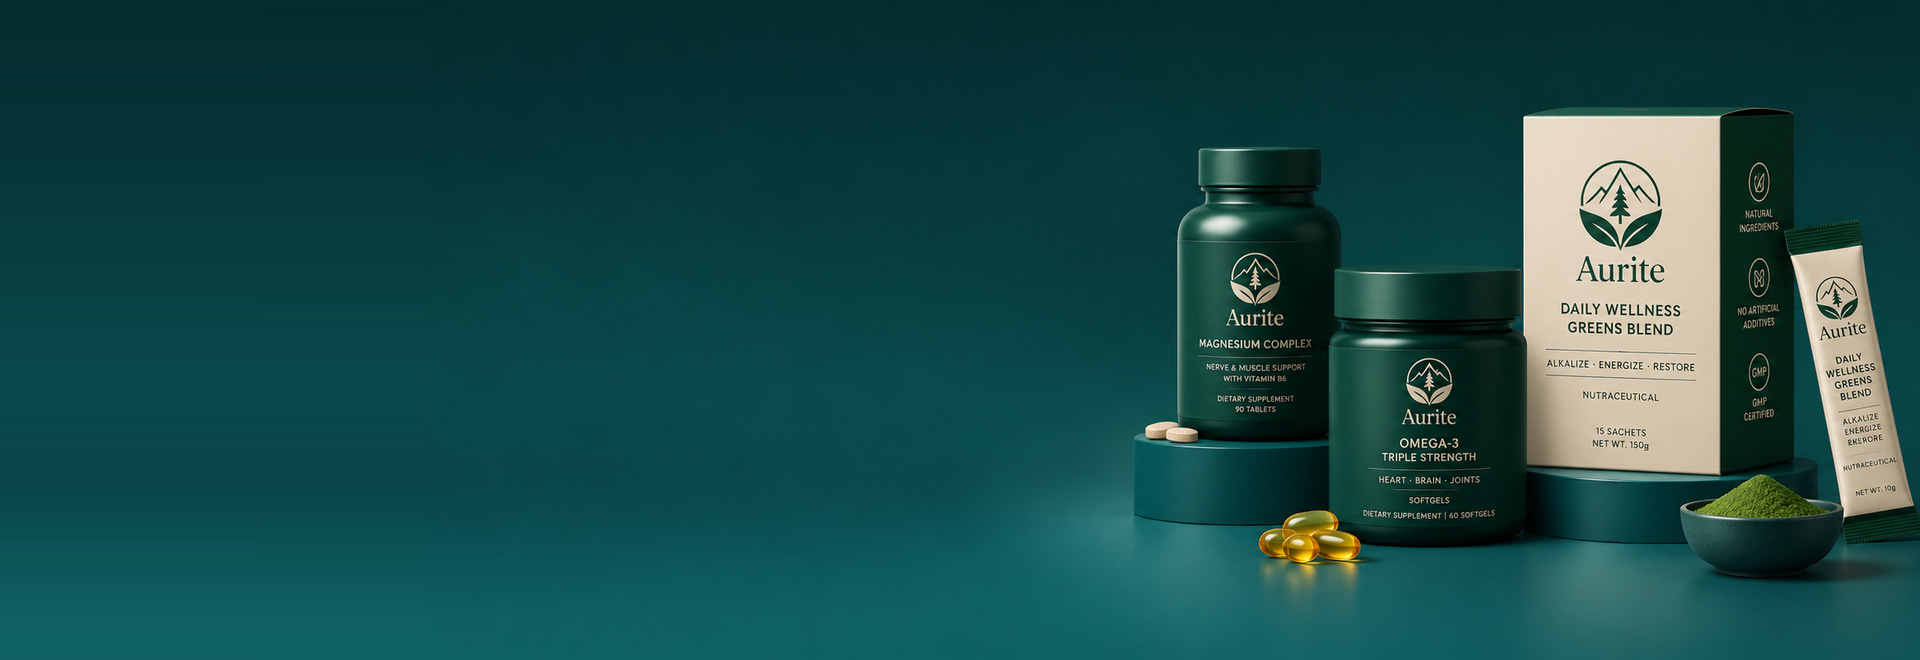 Aurite
MAGNESIUM COMPLEX
NERVE & MUSCLE SUPPORT
WITH VITAMIN B6
DIETARY SUPPLEMENT
90 TABLETS
Aurite
OMEGA-3
TRIPLE STRENGTH
HEART · BRAIN · JOINTS
SOFTGELS
DIETARY SUPPLEMENT | 60 SOFTGELS
Aurite
DAILY WELLNESS
GREENS BLEND
ALKALIZE · ENERGIZE · RESTORE
NUTRACEUTICAL
15 SACHETS
NET WT. 150g
NATURAL
INGREDIENTS
NO ARTIFICIAL
ADDITIVES
GMP
GMP
CERTIFIED
Aurite
DAILY
WELLNESS
GREENS
BLEND
ALKALIZE
ENERGIZE
NUTRACEUTICAL
NET WT. 10g